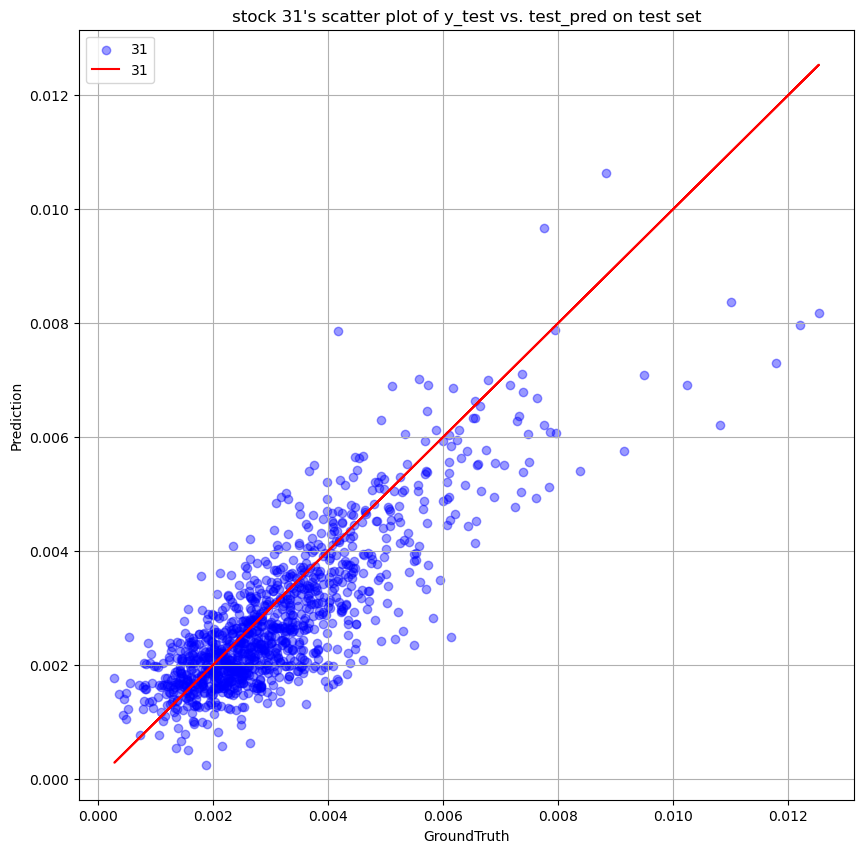 stock 31's scatter plot of y_test vs. test_pred on test set
31
31
0.012
0.010
0.008
0.006
0.004
0.002
0.000
Prediction
0.000 0.002 0.004 0.006 0.008 0.010 0.012
GroundTruth